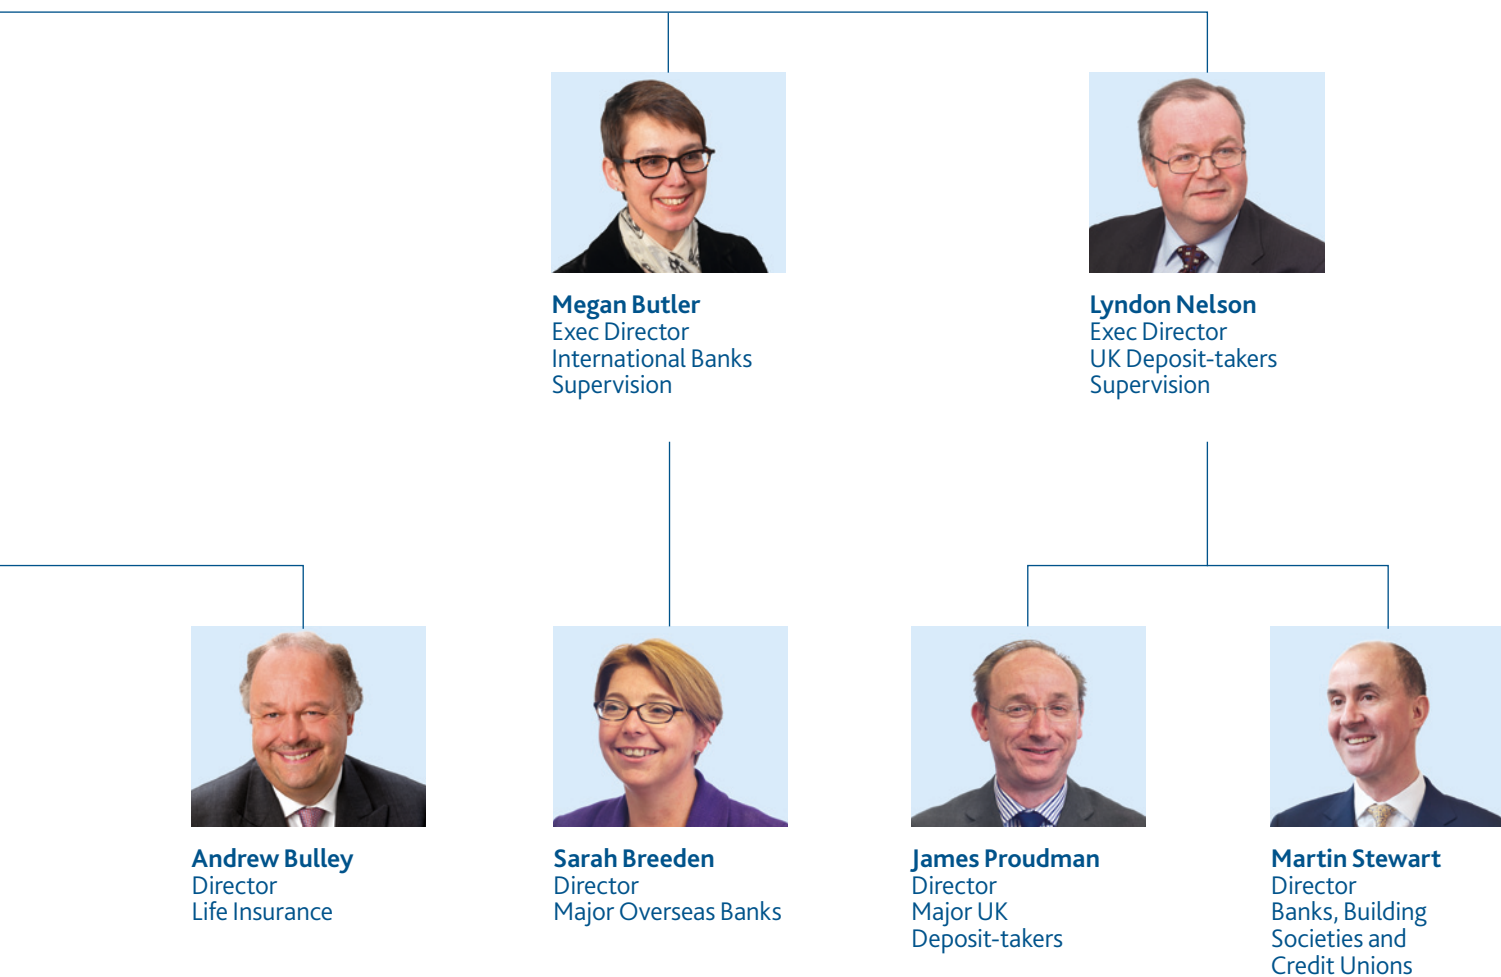 Megan Butler
Exec Director
International Banks
Supervision
Lyndon Nelson
Exec Director
UK Deposit-takers
Supervision
Andrew Bulley
Director
Life Insurance
Sarah Breeden
Director
Major Overseas Banks
James Proudman
Director
Major UK
Deposit-takers
Martin Stewart
Director
Banks, Building
Societies and
Credit Unions